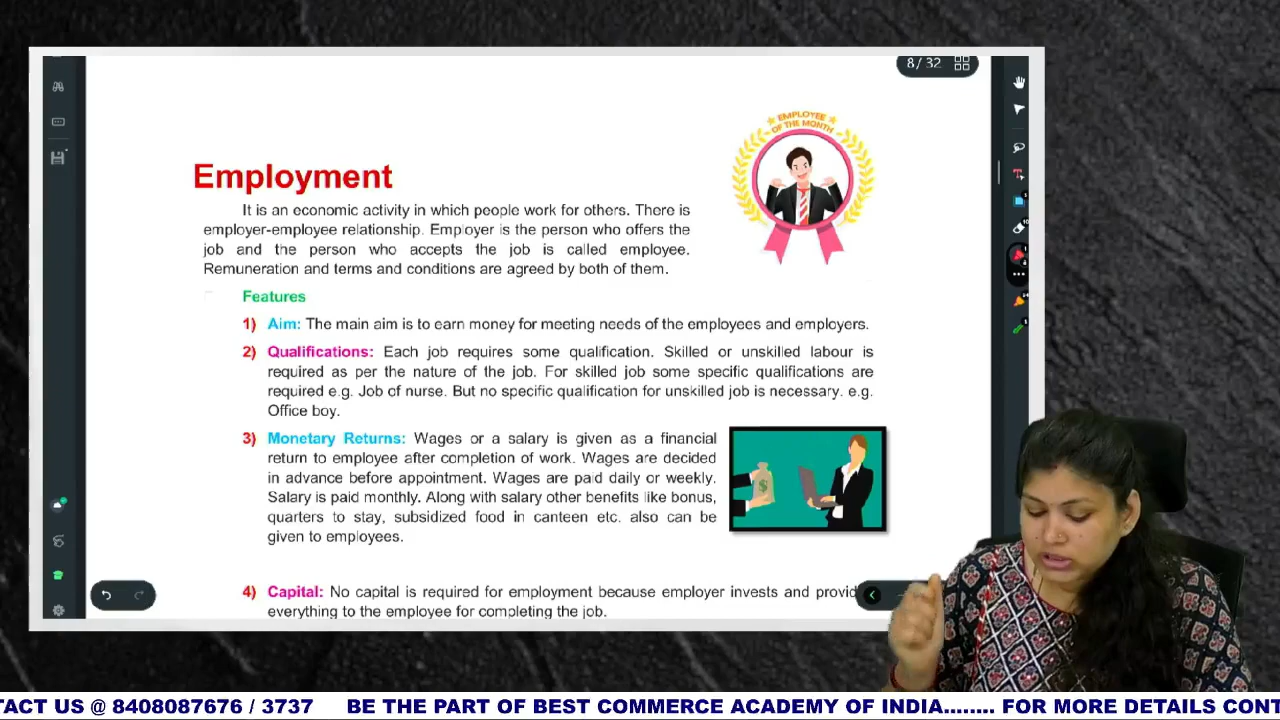 8/32
EMPLOYEE
OF THE MONTH
Employment
It is an economic activity in which people work for others. There is
employer-employee relationship. Employer is the person who offers the
job and the person who accepts the job is called employee.
Remuneration and terms and conditions are agreed by both of them.
Features
1) Aim: The main aim is to earn money for meeting needs of the employees and employers.
2) Qualifications: Each job requires some qualification. Skilled or unskilled labour is
required as per the nature of the job. For skilled job some specific qualifications are
required e.g. Job of nurse. But no specific qualification for unskilled job is necessary. e.g.
Office boy.
3) Monetary Returns: Wages or a salary is given as a financial
return to employee after completion of work. Wages are decided
in advance before appointment. Wages are paid daily or weekly.
Salary is paid monthly. Along with salary other benefits like bonus,
quarters to stay, subsidized food in canteen etc. also can be
given to employees.
$
4) Capital: No capital is required for employment because employer invests and provid
everything to the employee for completing the job.
TACT US @ 8408087676 / 3737 BE THE PART OF BEST COMMERCE ACADEMY OF INDIA........ FOR MORE DETAILS CONT